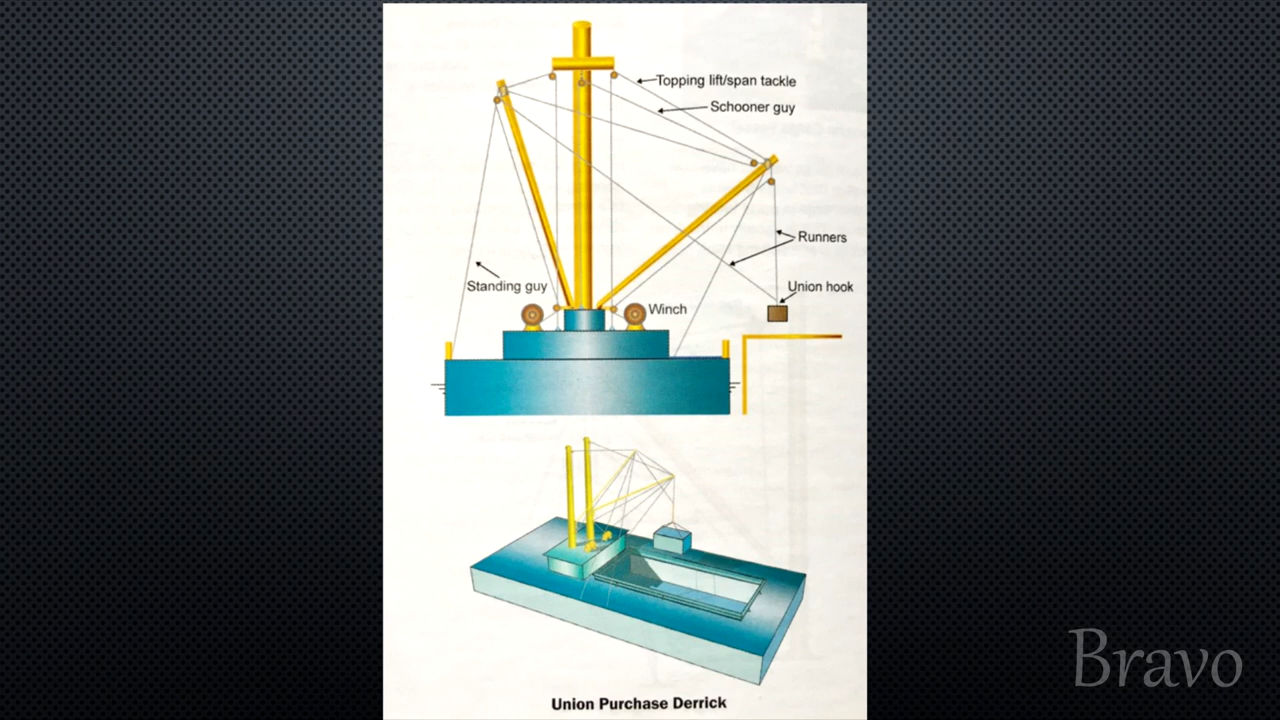 Topping lift/span tackle
Schooner guy
Runners
Standing guy
Union hook
Winch
Union Purchase Derrick
Bravo